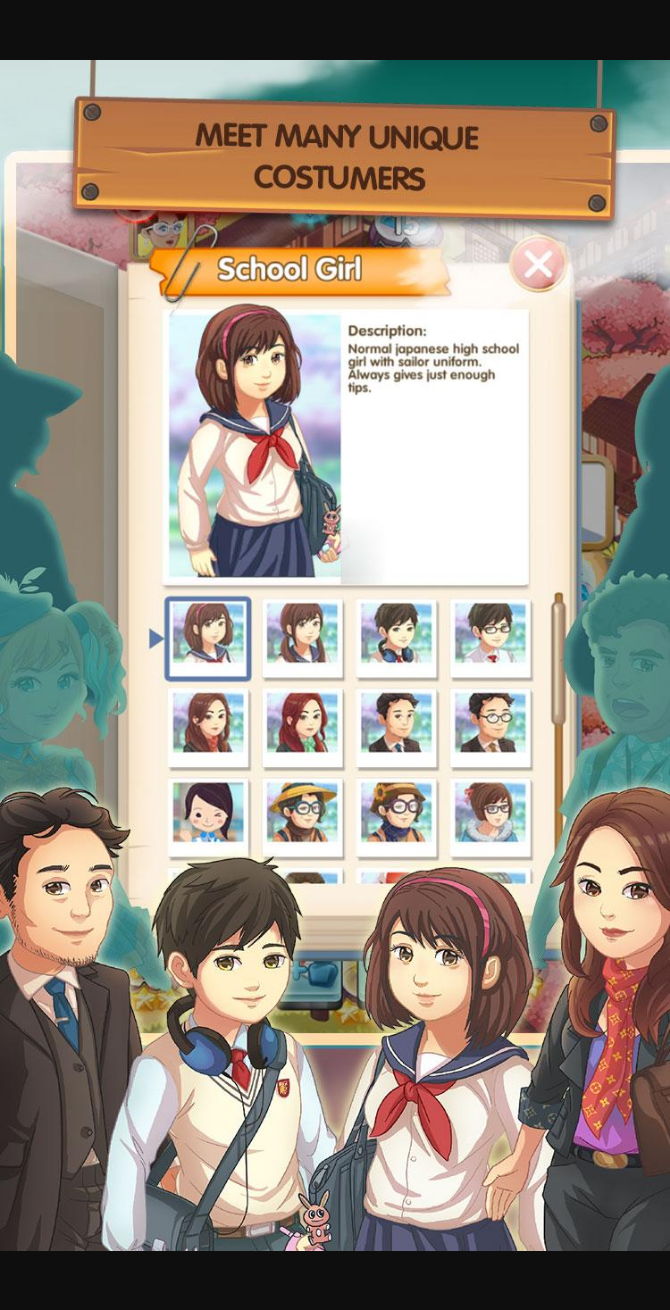 MEET MANY UNIQUE
COSTUMERS
15
School Girl
Description:
Normal japanese high school
girl with sailor uniform.
Always gives just enough
tips.